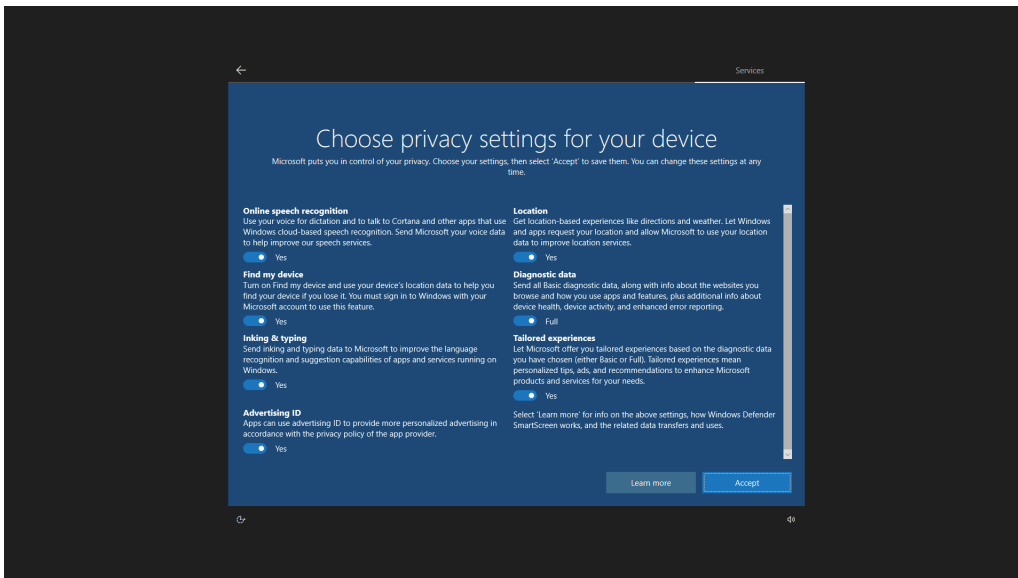 Services
Choose privacy settings for your device
Microsoft puts you in control of your privacy. Choose your settings, then select 'Accept' to save them. You can change these settings at any
time.
Online speech recognition
Use your voice for dictation and to talk to Cortana and other apps that use
Windows cloud-based speech recognition. Send Microsoft your voice data
to help improve our speech services.
Yes
Find my device
Turn on Find my device and use your device's location data to help you
find your device if you lose it. You must sign in to Windows with your
Microsoft account to use this feature.
Yes
Inking & typing
Send inking and typing data to Microsoft to improve the language
recognition and suggestion capabilities of apps and services running on
Windows.
Yes
Advertising ID
Apps can use advertising ID to provide more personalized advertising in
accordance with the privacy policy of the app provider.
Yes
Location
Get location-based experiences like directions and weather. Let Windows
and apps request your location and allow Microsoft to use your location
data to improve location services.
Yes
Diagnostic data
Send all Basic diagnostic data, along with info about the websites you
browse and how you use apps and features, plus additional info about
device health, device activity, and enhanced error reporting.
Full
Tailored experiences
Let Microsoft offer you tailored experiences based on the diagnostic data
you have chosen (either Basic or Full). Tailored experiences mean
personalized tips, ads, and recommendations to enhance Microsoft
products and services for your needs.
Yes
Select 'Learn more' for info on the above settings, how Windows Defender
SmartScreen works, and the related data transfers and uses.
Learn more
Accept